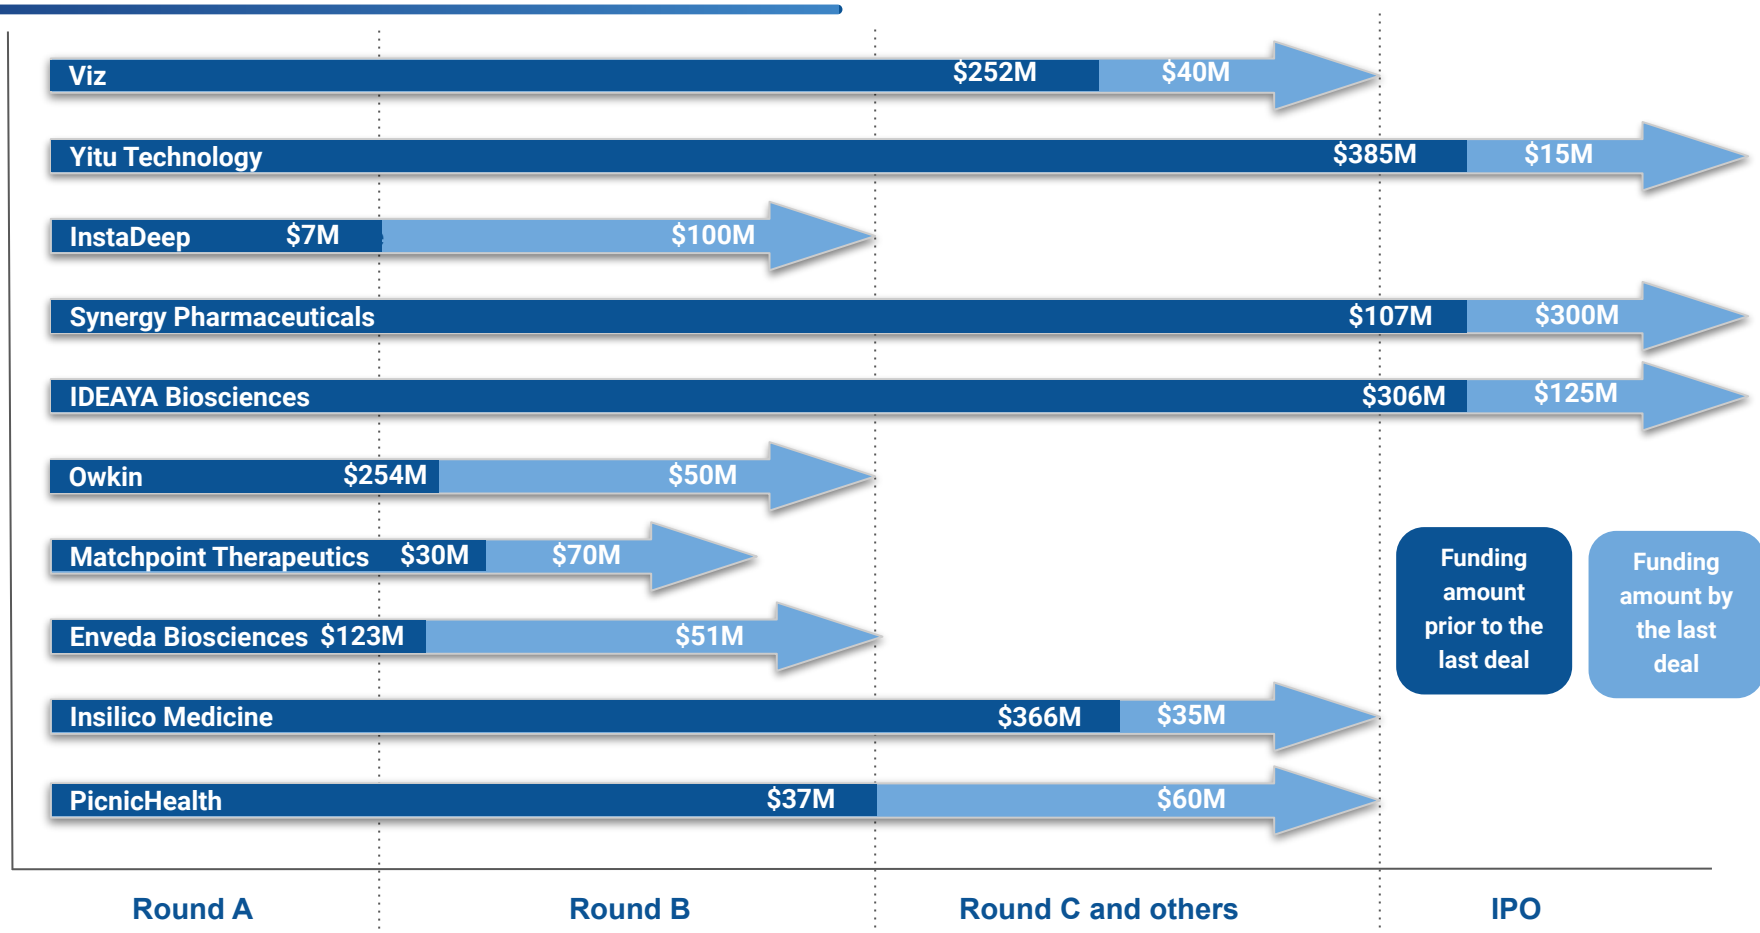 Viz $252M $40M
Yitu Technology $385M $15M
InstaDeep $7M $100M
Synergy Pharmaceuticals $107M $300M
IDEAYA Biosciences $306M $125M
Owkin $254M $50M
Matchpoint Therapeutics $30M $70M
Enveda Biosciences $123M $51M
Insilico Medicine $366M $35M
PicnicHealth $37M $60M
Funding
amount
prior to the
last deal
Funding
amount by
the last
deal
Round A Round B Round C and others IPO